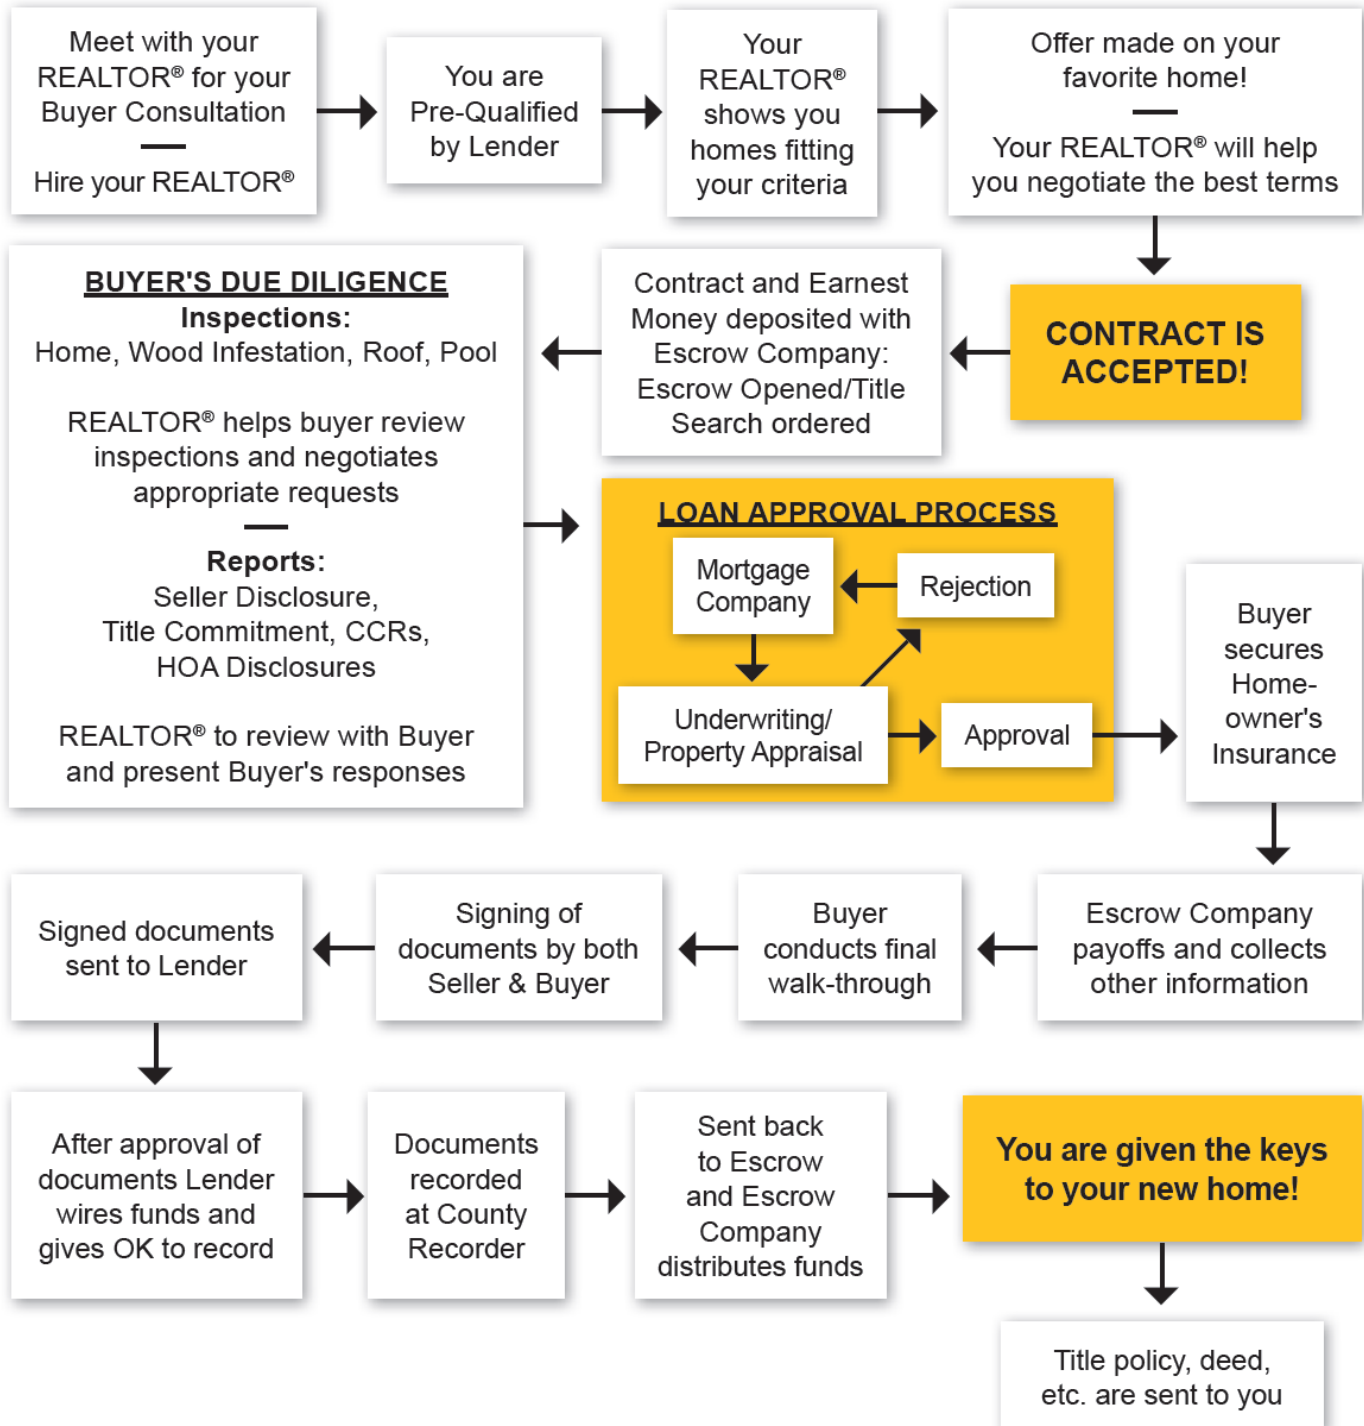 Meet with your
REALTOR® for your
Buyer Consultation
Hire your REALTOR®
You are
Pre-Qualified
by Lender
Your
REALTOR®
shows you
homes fitting
your criteria
Offer made on your
favorite home!
Your REALTOR® will help
you negotiate the best terms
CONTRACT IS
ACCEPTED!
Contract and Earnest
Money deposited with
Escrow Company:
Escrow Opened/Title
Search ordered
BUYER'S DUE DILIGENCE
Inspections:
Home, Wood Infestation, Roof, Pool
REALTOR® helps buyer review
inspections and negotiates
appropriate requests
Reports:
Seller Disclosure,
Title Commitment, CCRs,
HOA Disclosures
REALTOR® to review with Buyer
and present Buyer's responses
LOAN APPROVAL PROCESS
Mortgage
Company
Rejection
Underwriting/
Property Appraisal
Approval
Buyer
secures
Home-
owner's
Insurance
Escrow Company
payoffs and collects
other information
Buyer
conducts final
walk-through
Signing of
documents by both
Seller & Buyer
Signed documents
sent to Lender
After approval of
documents Lender
wires funds and
gives OK to record
Documents
recorded
at County
Recorder
Sent back
to Escrow
and Escrow
Company
distributes funds
You are given the keys
to your new home!
Title policy, deed,
etc. are sent to you